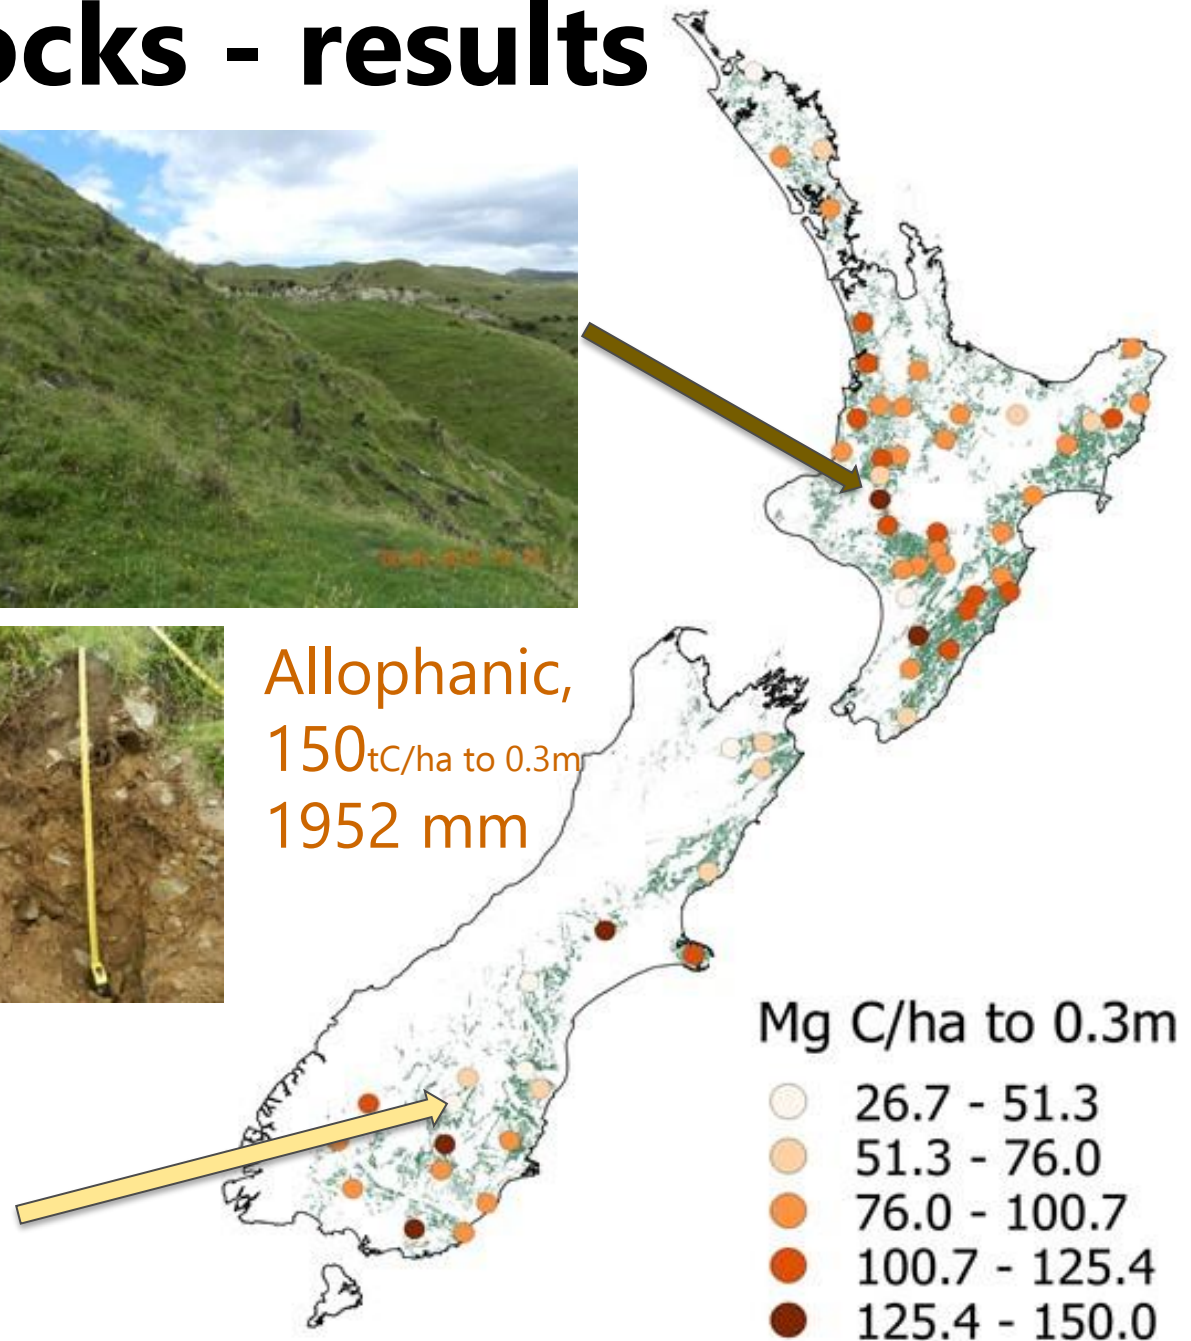 ocks - results
Allophanic,
150tC/ha to 0.3m
1952 mm
Mg C/ha to 0.3m
26.7 - 51.3
51.3 - 76.0
76.0 - 100.7
100.7 - 125.4
125.4 - 150.0